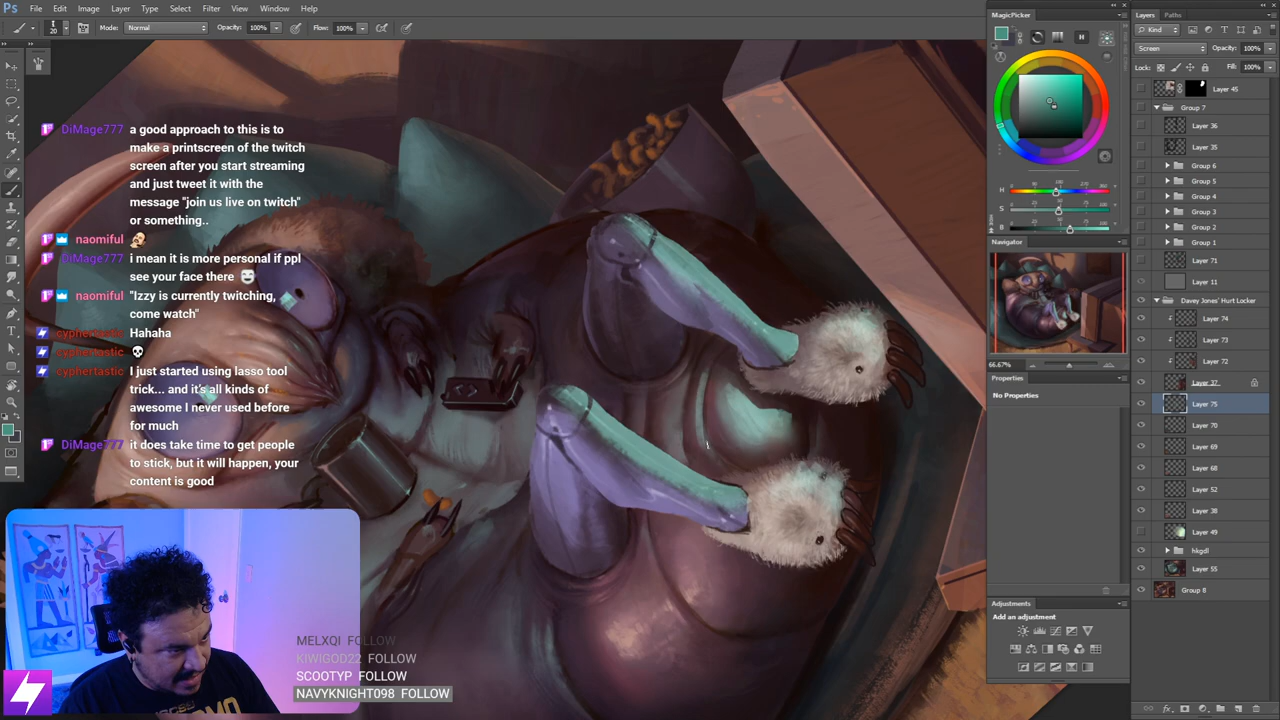 Ps File Edit Image Layer Type Select Filter View Window Help
20 Mode: Normal Opacity: 100% Flow: 100%
DiMage777 a good approach to this is to
make a printscreen of the twitch
screen after you start streaming
and just tweet it with the
message "join us live on twitch"
or something..
naomiful
DiMage777 i mean it is more personal if ppl
see your face there
naomiful "Izzy is currently twitching,
come watch"
cyphertastic Hahaha
cyphertastic
cyphertastic I just started using lasso tool
trick... and it's all kinds of
awesome I never used before
for much
DiMage777 it does take time to get people
to stick, but it will happen, your
content is good
MELXQI FOLLOW
KIWIGOD22 FOLLOW
SCOOTYP FOLLOW
NAVYKNIGHT098 FOLLOW
MagicPicker
H
H
S
B
Navigator
66.67%
Properties
No Properties
Adjustments
Add an adjustment
Layers Paths
Kind
Screen Opacity: 100%
Lock: Fill: 100%
Layer 45
Group 7
Layer 36
Layer 35
Group 6
Group 5
Group 4
Group 3
Group 2
Group 1
Layer 71
Layer 11
Davey Jones' Hurt Locker
Layer 74
Layer 73
Layer 72
Layer 37
Layer 75
Layer 70
Layer 69
Layer 68
Layer 52
Layer 38
Layer 49
hkgdl
Layer 55
Group 8
fx